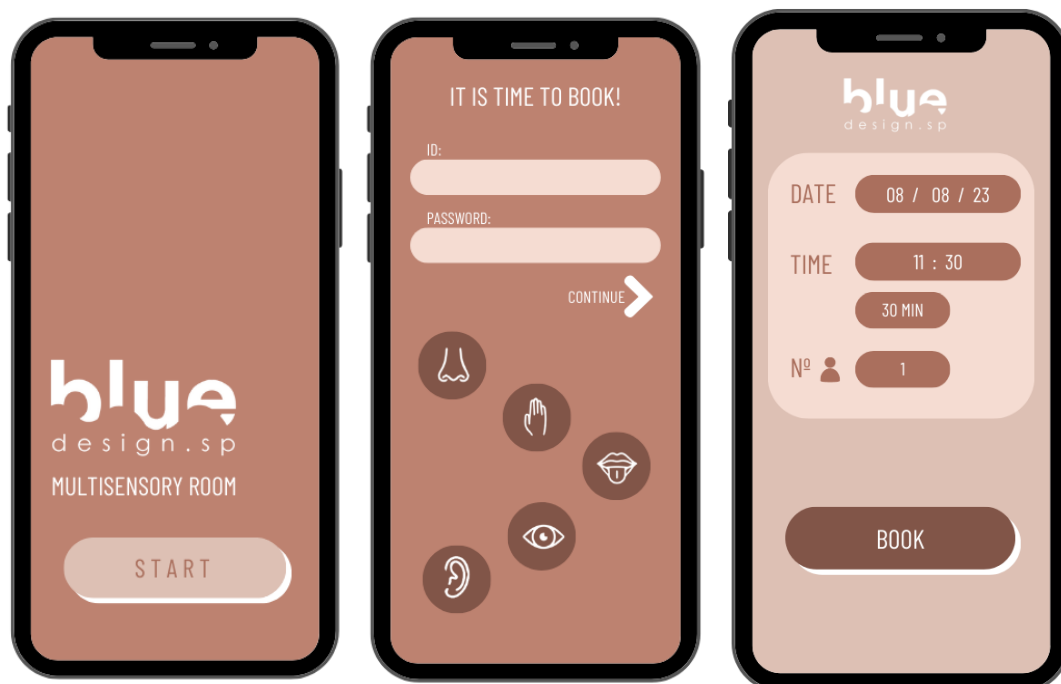 blue
design.sp
MULTISENSORY ROOM
START
IT IS TIME TO BOOK!
ID:
PASSWORD:
CONTINUE
blue
design.sp
DATE 08 / 08 / 23
TIME 11 : 30
30 MIN
Nº 1
BOOK